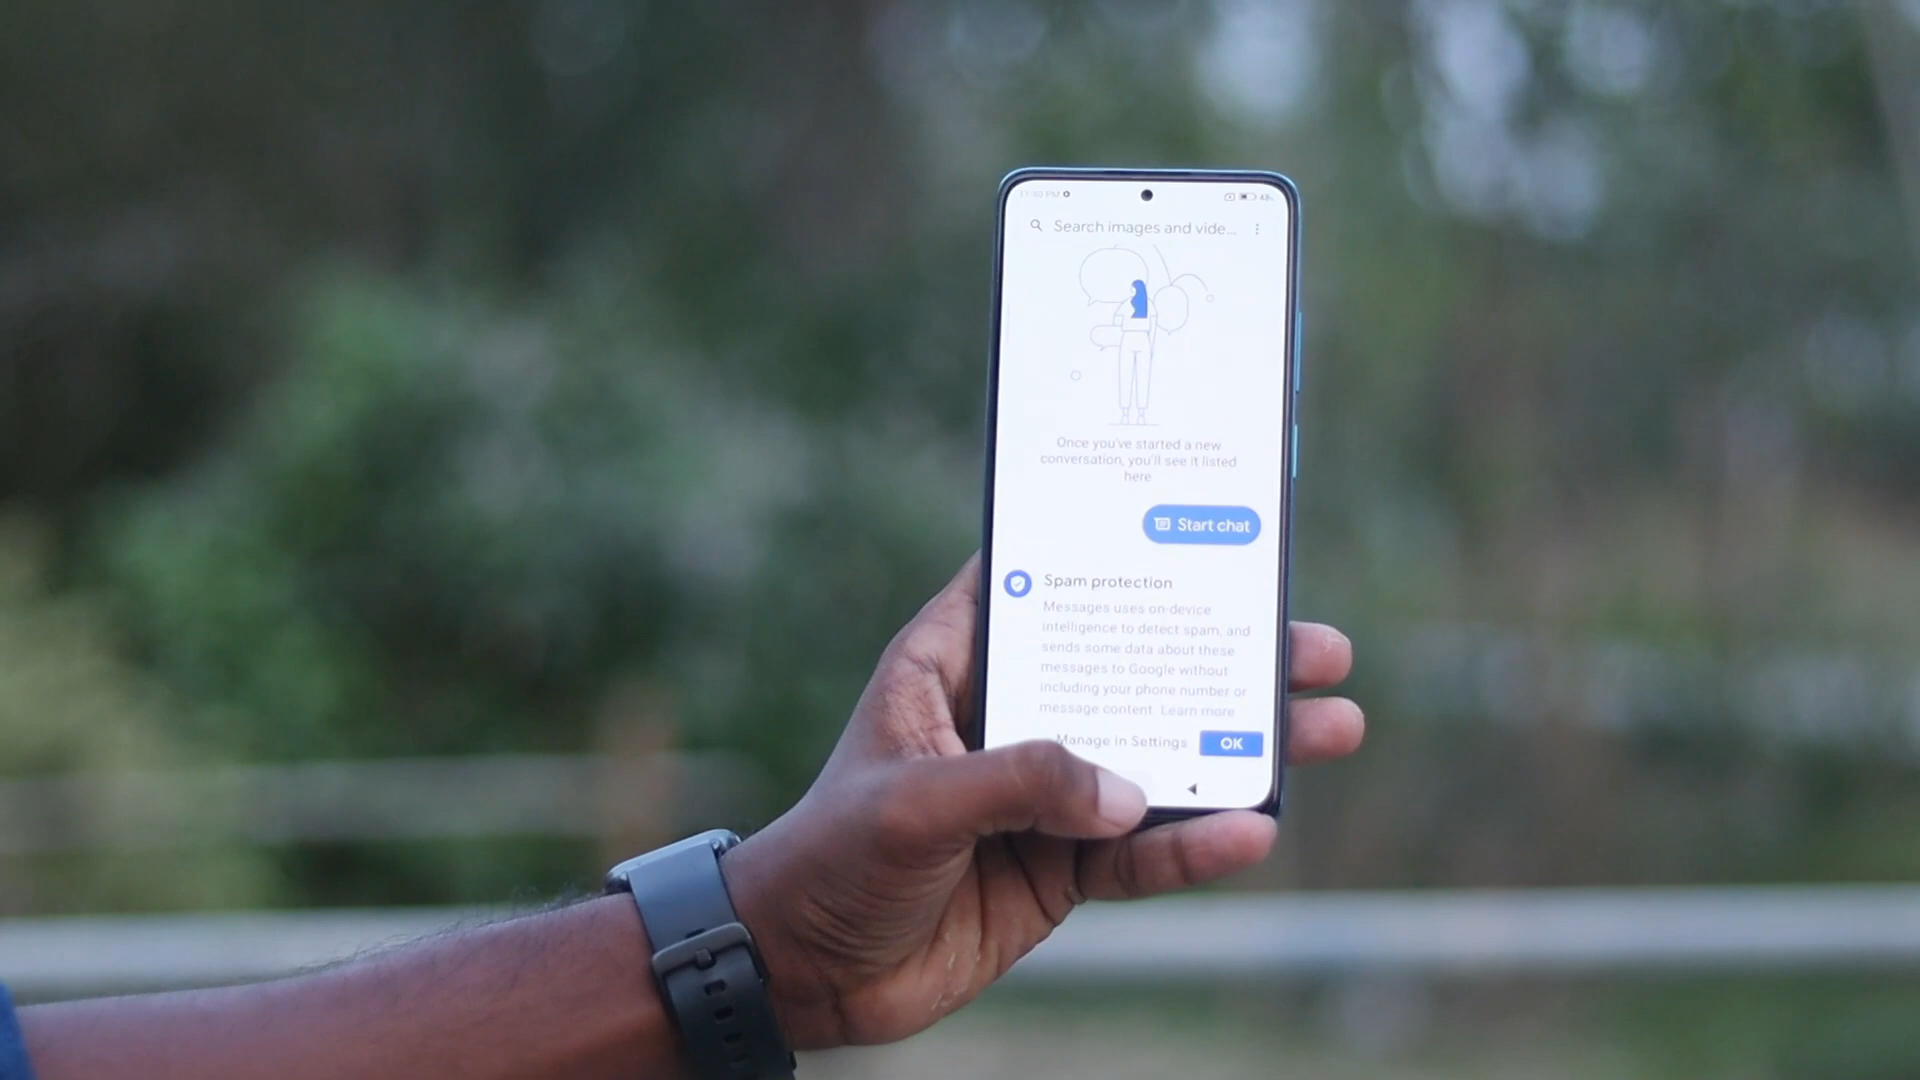 Search images and vide...
Once you've started a new
conversation, you'll see it listed
here
Start chat
Spam protection
Messages uses on-device
intelligence to detect spam, and
sends some data about these
messages to Google without
including your phone number or
message content. Learn more
Manage in Settings
OK